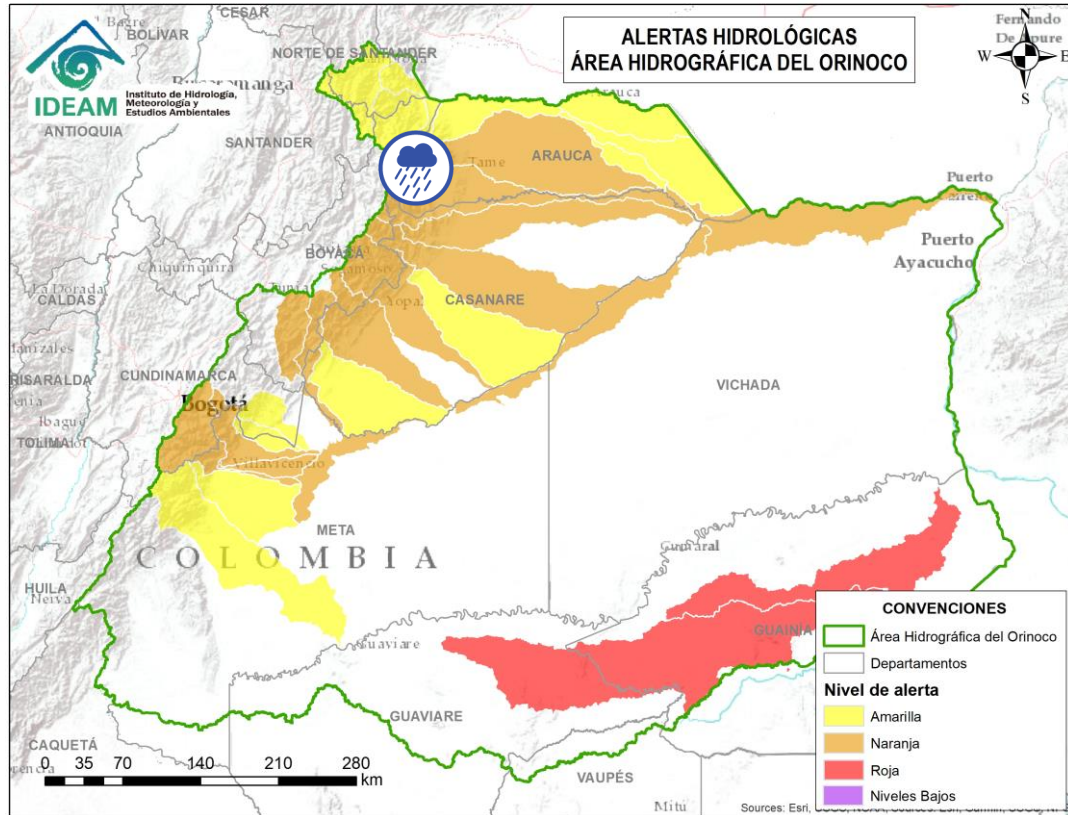 CESAR
Bagre
BOLÍVAR
NORTE DE SANTANDER
ALERTAS HIDROLÓGICAS
ÁREA HIDROGRÁFICA DEL ORINOCO
N
W E
S
IDEAM
Instituto de Hidrología,
Meteorología y
Estudios Ambientales
ANTIOQUIA
SANTANDER
Arauca
Tame
ARAUCA
Puerto
BOYACÁ
Puerto
Ayacucho
Chiquinquirá
La Dorada
CALDAS
Tunja
Yopal
CASANARE
CUNDINAMARCA
RISARALDA
Bogotá
VICHADA
Ibagué
TOLIMA
Villavicencio
META
COLOMBIA
HUILA
Neiva
Guaviare
GUAINÍA
GUAVIARE
CAQUETÁ
VAUPÉS
Mitú
0 35 70 140 210 280
km
CONVENCIONES
Área Hidrográfica del Orinoco
Departamentos
Nivel de alerta
Amarilla
Naranja
Roja
Niveles Bajos
Sources: Esri,